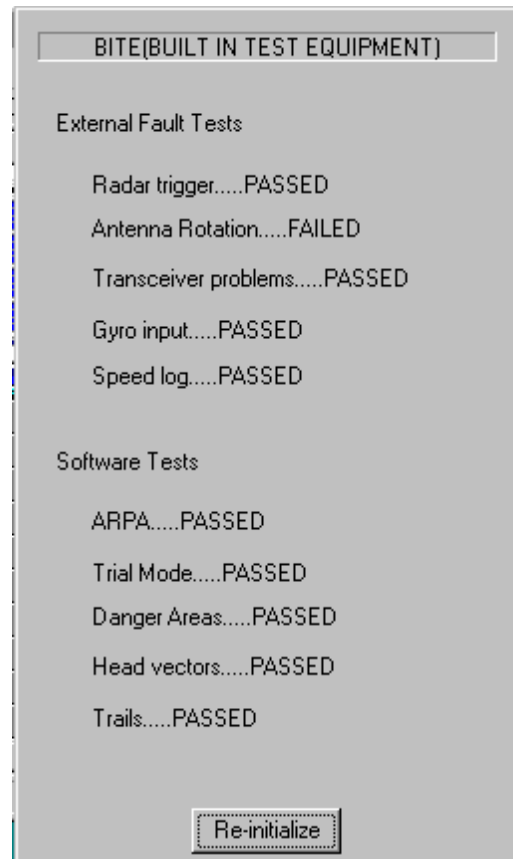 BITE(BUILT IN TEST EQUIPMENT)
External Fault Tests
Radar trigger.....PASSED
Antenna Rotation.....FAILED
Transceiver problems.....PASSED
Gyro input.....PASSED
Speed log.....PASSED
Software Tests
ARPA.....PASSED
Trial Mode.....PASSED
Danger Areas.....PASSED
Head vectors.....PASSED
Trails.....PASSED
Re-initialize